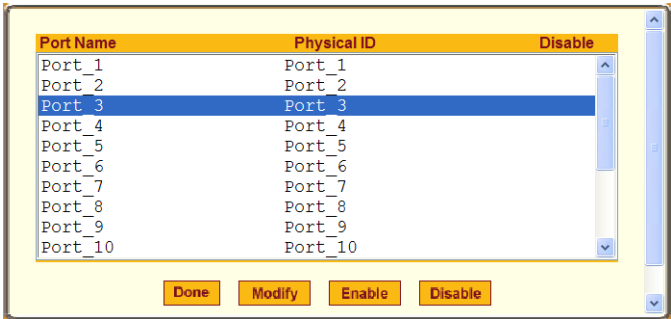 Port Name Physical ID Disable
Port_1 Port_1
Port_2 Port_2
Port_3 Port_3
Port_4 Port_4
Port_5 Port_5
Port_6 Port_6
Port_7 Port_7
Port_8 Port_8
Port_9 Port_9
Port_10 Port_10
Done Modify Enable Disable